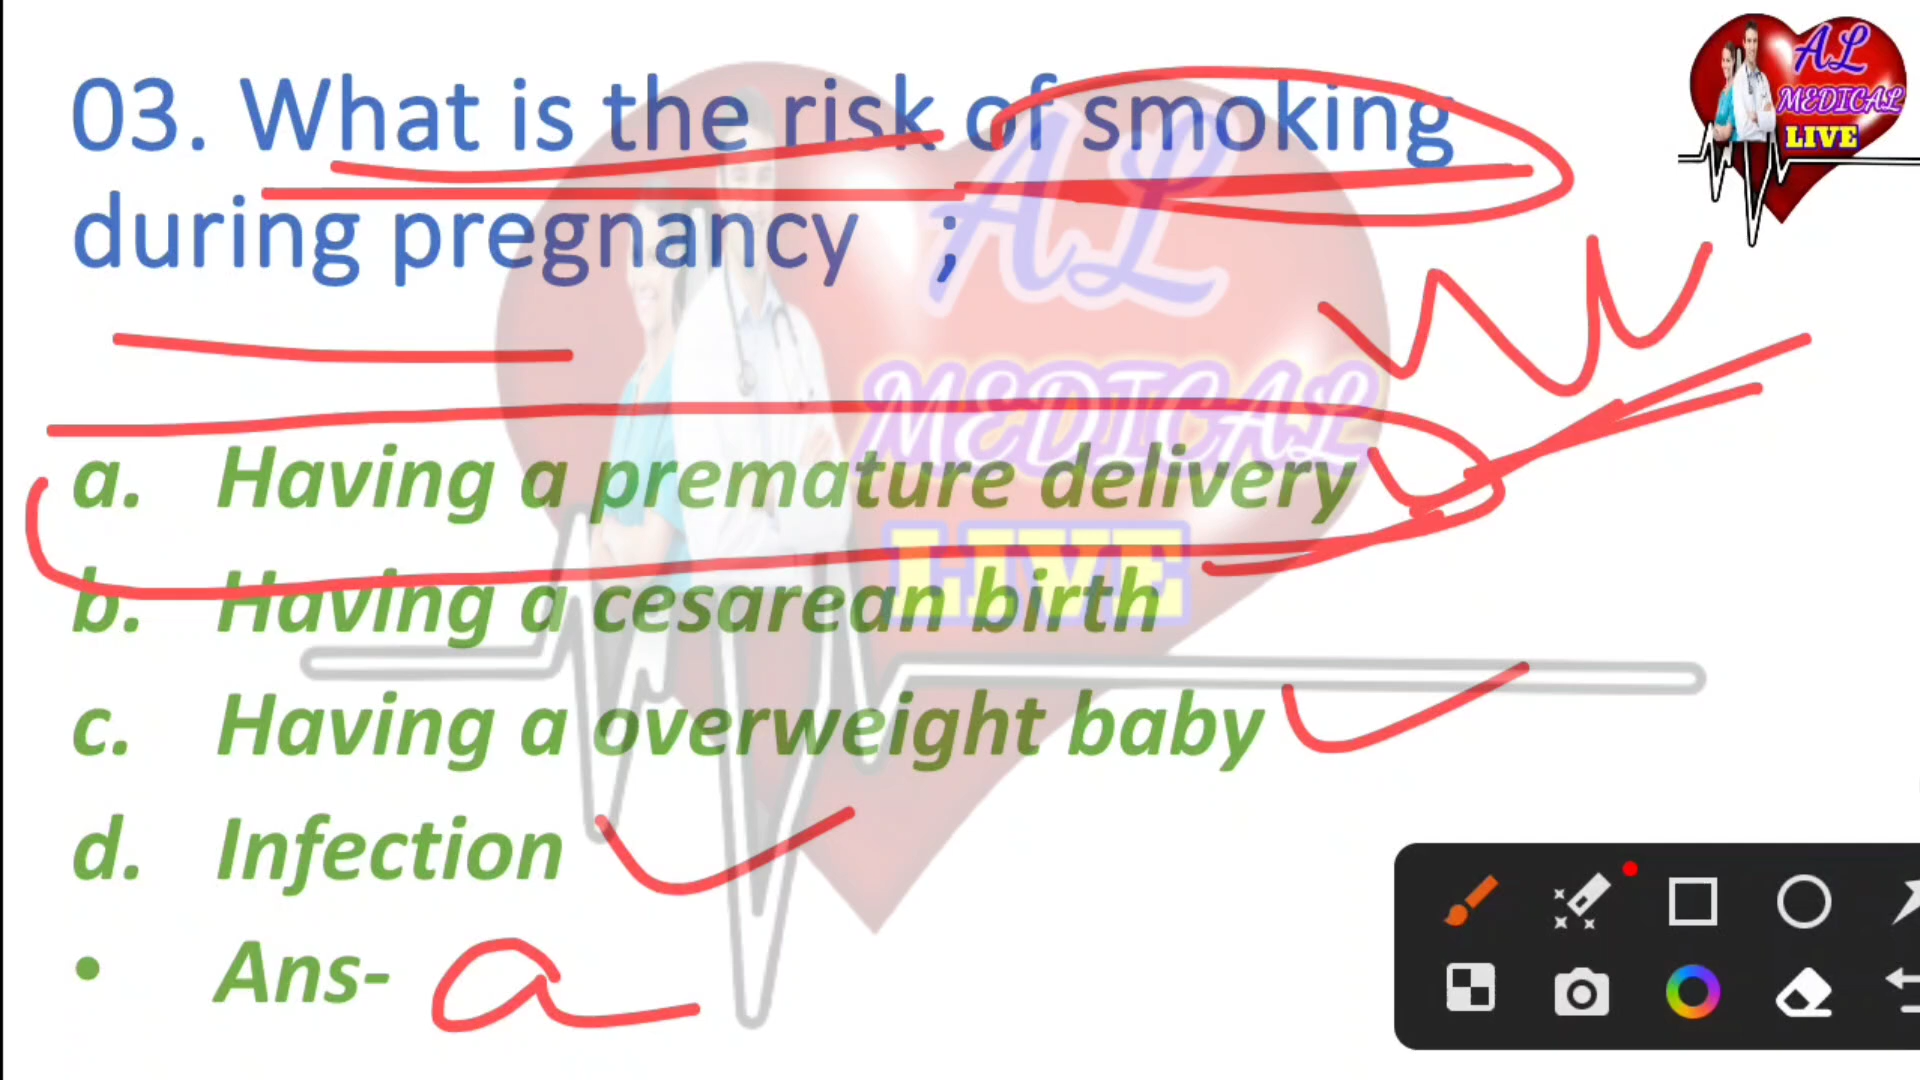 03. What is the risk of smoking
during pregnancy ;
a. Having a premature delivery
b. Having a cesarean birth
c. Having a overweight baby
d. Infection
• Ans- a
AL
MEDICAL
LIVE
AL
MEDICAL
LIVE